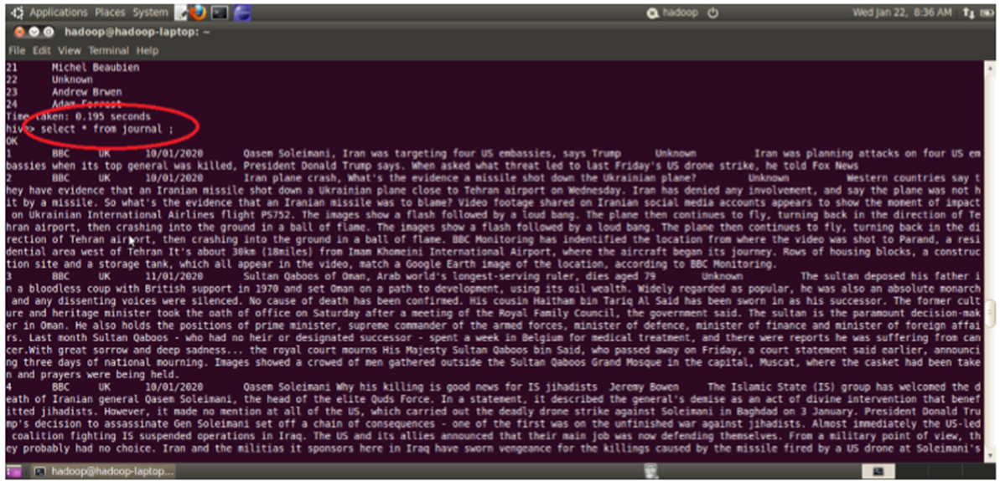 Applications Places System
hadoop
Wed Jan 22, 8:36 AM
hadoop@hadoop-laptop: ~
File Edit View Terminal Help
21 Michel Beaubien
22 Unknown
23 Andrew Brwen
24 Adam Forrest
Time taken: 0.195 seconds
hive> select * from journal ;
OK
1 BBC UK 10/01/2020 Qasem Soleimani, Iran was targeting four US embassies, says Trump Unknown Iran was planning attacks on four US em
bassies when its top general was killed, President Donald Trump says. When asked what threat led to last Friday's US drone strike, he told Fox News
2 BBC UK 10/01/2020 Iran plane crash, What's the evidence a missile shot down the Ukrainian plane? Unknown Western countries say t
hey have evidence that an Iranian missile shot down a Ukrainian plane close to Tehran airport on Wednesday. Iran has denied any involvement, and say the plane was not h
it by a missile. So what's the evidence that an Iranian missile was to blame? Video footage shared on Iranian social media accounts appears to show the moment of impact
on Ukrainian International Airlines flight PS752. The images show a flash followed by a loud bang. The plane then continues to fly, turning back in the direction of Te
hran airport, then crashing into the ground in a ball of flame. The images show a flash followed by a loud bang. The plane then continues to fly, turning back in the di
rection of Tehran airport, then crashing into the ground in a ball of flame. BBC Monitoring has indentified the location from where the video was shot to Parand, a resi
dential area west of Tehran It's about 30km (18miles) from Imam Khomeini International Airport, where the aircraft began its journey. Rows of housing blocks, a construc
tion site and a storage tank, which all appear in the video, match a Google Earth image of the location, according to BBC Monitoring.
3 BBC UK 11/01/2020 Sultan Qaboos of Oman, Arab world's longest-serving ruler, dies aged 79 Unknown The sultan deposed his father i
n a bloodless coup with British support in 1970 and set Oman on a path to development, using its oil wealth. Widely regarded as popular, he was also an absolute monarch
and any dissenting voices were silenced. No cause of death has been confirmed. His cousin Haitham bin Tariq Al Said has been sworn in as his successor. The former cult
ure and heritage minister took the oath of office on Saturday after a meeting of the Royal Family Council, the government said. The sultan is the paramount decision-mak
er in Oman. He also holds the positions of prime minister, supreme commander of the armed forces, minister of defence, minister of finance and minister of foreign affai
rs. Last month Sultan Qaboos - who had no heir or designated successor - spent a week in Belgium for medical treatment, and there were reports he was suffering from can
cer.With great sorrow and deep sadness... the royal court mourns His Majesty Sultan Qaboos bin Said, who passed away on Friday, a court statement said earlier, announci
ng three days of national mourning. Images showed a crowed of men gathered outside the Sultan Qaboos Grand Mosque in the capital, Muscat, where the casket had been take
n and prayers were being held.
4 BBC UK 10/01/2020 Qasem Soleimani Why his killing is good news for IS jihadists Jeremy Bowen The Islamic State (IS) group has welcomed the d
eath of Iranian general Qasem Soleimani, the head of the elite Quds Force. In a statement, it described the general's demise as an act of divine intervention that benef
itted jihadists. However, it made no mention at all of the US, which carried out the deadly drone strike against Soleimani in Baghdad on 3 January. President Donald Tru
mp's decision to assassinate Gen Soleimani set off a chain of consequences - one of the first was on the unfinished war against jihadists. Almost immediately the US-led
coalition fighting IS suspended operations in Iraq. The US and its allies announced that their main job was now defending themselves. From a military point of view, th
ey probably had no choice. Iran and the militias it sponsors here in Iraq have sworn vengeance for the killings caused by the missile fired by a US drone at Soleimani's
hadoop@hadoop-laptop...